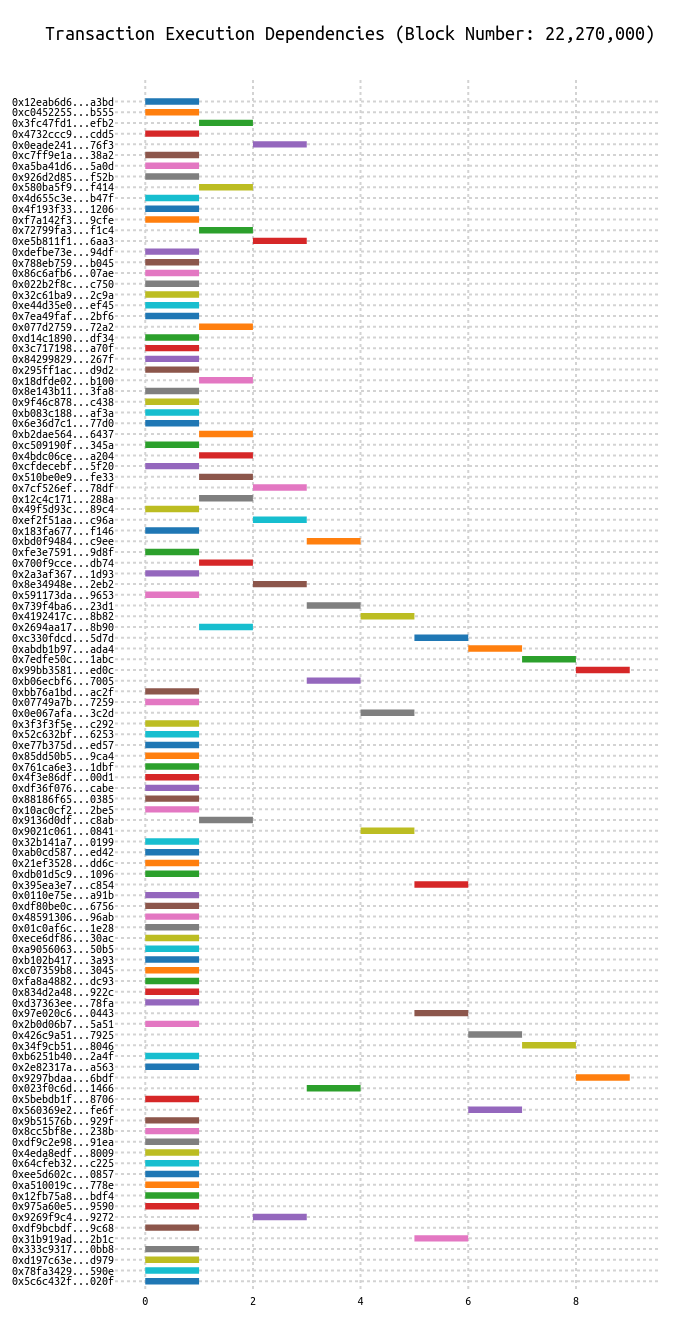 Transaction Execution Dependencies (Block Number: 22,270,000)
0x12eab6d6...a3bd
0xc0452255...b555
0x3fc47fd1...efb2
0x4732ccc9...cdd5
0x0eade241...76f3
0xc7ff9e1a...38a2
0xa5ba41d6...5a0d
0x926d2d85...f52b
0x580ba5f9...f414
0x4d655c3e...b47f
0x4f193f33...1206
0xf7a142f3...9cfe
0x72799fa3...f1c4
0xe5b811f1...6aa3
0xdefbe73e...94df
0x788eb759...b045
0x86c6afb6...07ae
0x022b2f8c...c750
0x32c61ba9...2c9a
0xe44d35e0...ef45
0x7ea49faf...2bf6
0x077d2759...72a2
0xd14c1890...df34
0x3c717198...a70f
0x84299829...267f
0x295ff1ac...d9d2
0x18dfde02...b100
0x8e143b11...3fa8
0x9f46c878...c438
0xb083c188...af3a
0x6e36d7c1...77d0
0xb2dae564...6437
0xc509190f...345a
0x4bdc06ce...a204
0xcfdecebf...5f20
0x510be0e9...fe33
0x7cf526ef...78df
0x12c4c171...288a
0x49f5d93c...89c4
0xef2f51aa...c96a
0x183fa677...f146
0xbd0f9484...c9ee
0xfe3e7591...9d8f
0x700f9cce...db74
0x2a3af367...1d93
0x8e34948e...2eb2
0x591173da...9653
0x739f4ba6...23d1
0x4192417c...8b82
0x2694aa17...8b90
0xc330fdcd...5d7d
0xabdb1b97...ada4
0x7edfe50c...1abc
0x99bb3581...ed0c
0xb06ecbf6...7005
0xbb76a1bd...ac2f
0x07749a7b...7259
0x0e067afa...3c2d
0x3f3f3f5e...c292
0x52c632bf...6253
0xe77b375d...ed57
0x85dd50b5...9ca4
0x761ca6e3...1dbf
0x4f3e86df...00d1
0xdf36f076...cabe
0x88186f65...0385
0x10ac0cf2...2be5
0x9136d0df...c8ab
0x9021c061...0841
0x32b141a7...0199
0xab0cd587...ed42
0x21ef3528...dd6c
0xdb01d5c9...1096
0x395ea3e7...c854
0x0110e75e...a91b
0xdf80be0c...6756
0x48591306...96ab
0x01c0af6c...1e28
0xece6df86...30ac
0xa9056063...50b5
0xb102b417...3a93
0xc07359b8...3045
0xfa8a4882...dc93
0x834d2a48...922c
0xd37363ee...78fa
0x97e020c6...0443
0x2b0d06b7...5a51
0x426c9a51...7925
0x34f9cb51...8046
0xb6251b40...2a4f
0x2e82317a...a563
0x9297bdaa...6bdf
0x023f0c6d...1466
0x5bebdb1f...8706
0x560369e2...fe6f
0x9b51576b...929f
0x8cc5bf8e...238b
0xdf9c2e98...91ea
0x4eda8edf...8009
0x64cfeb32...c225
0xee5d602c...0857
0xa510019c...778e
0x12fb75a8...bdf4
0x975a60e5...9590
0x9269f9c4...9272
0xdf9bcbdf...9c68
0x31b919ad...2b1c
0x333c9317...0bb8
0xd197c63e...d979
0x78fa3429...590e
0x5c6c432f...020f
0 2 4 6 8